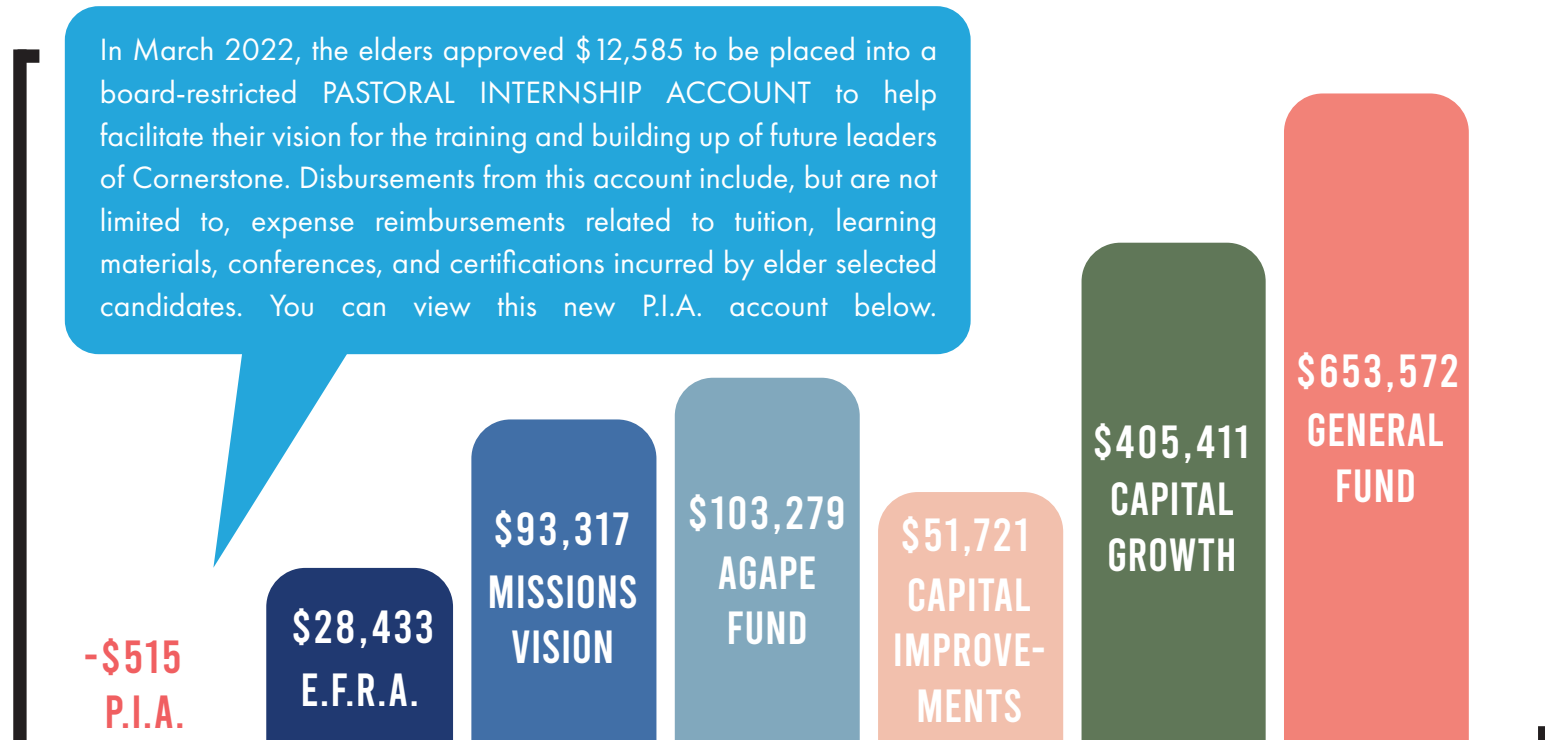 In March 2022, the elders approved $12,585 to be placed into a
board-restricted PASTORAL INTERNSHIP ACCOUNT to help
facilitate their vision for the training and building up of future leaders
of Cornerstone. Disbursements from this account include, but are not
limited to, expense reimbursements related to tuition, learning
materials, conferences, and certifications incurred by elder selected
candidates. You can view this new P.I.A. account below.
-$515
P.I.A.
$28,433
E.F.R.A.
$93,317
MISSIONS
VISION
$103,279
AGAPE
FUND
$51,721
CAPITAL
IMPROVE-
MENTS
$405,411
CAPITAL
GROWTH
$653,572
GENERAL
FUND